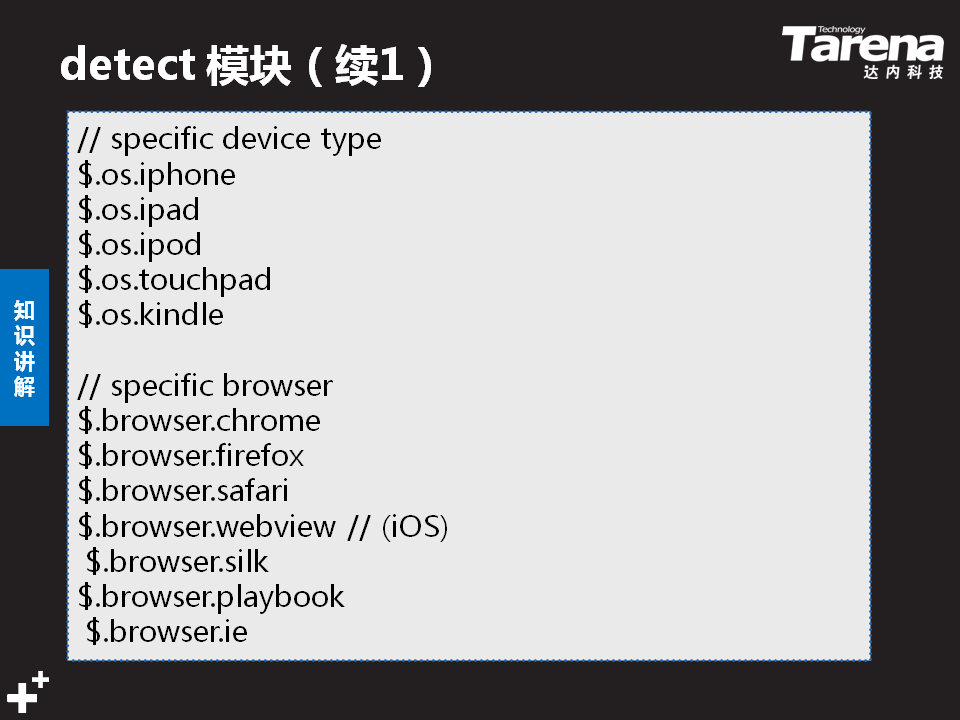 detect 模块（续1）
Technology
Tarena
达内科技
// specific device type
$.os.iphone
$.os.ipad
$.os.ipod
$.os.touchpad
$.os.kindle
// specific browser
$.browser.chrome
$.browser.firefox
$.browser.safari
$.browser.webview // (iOS)
$.browser.silk
$.browser.playbook
$.browser.ie
知
识
讲
解